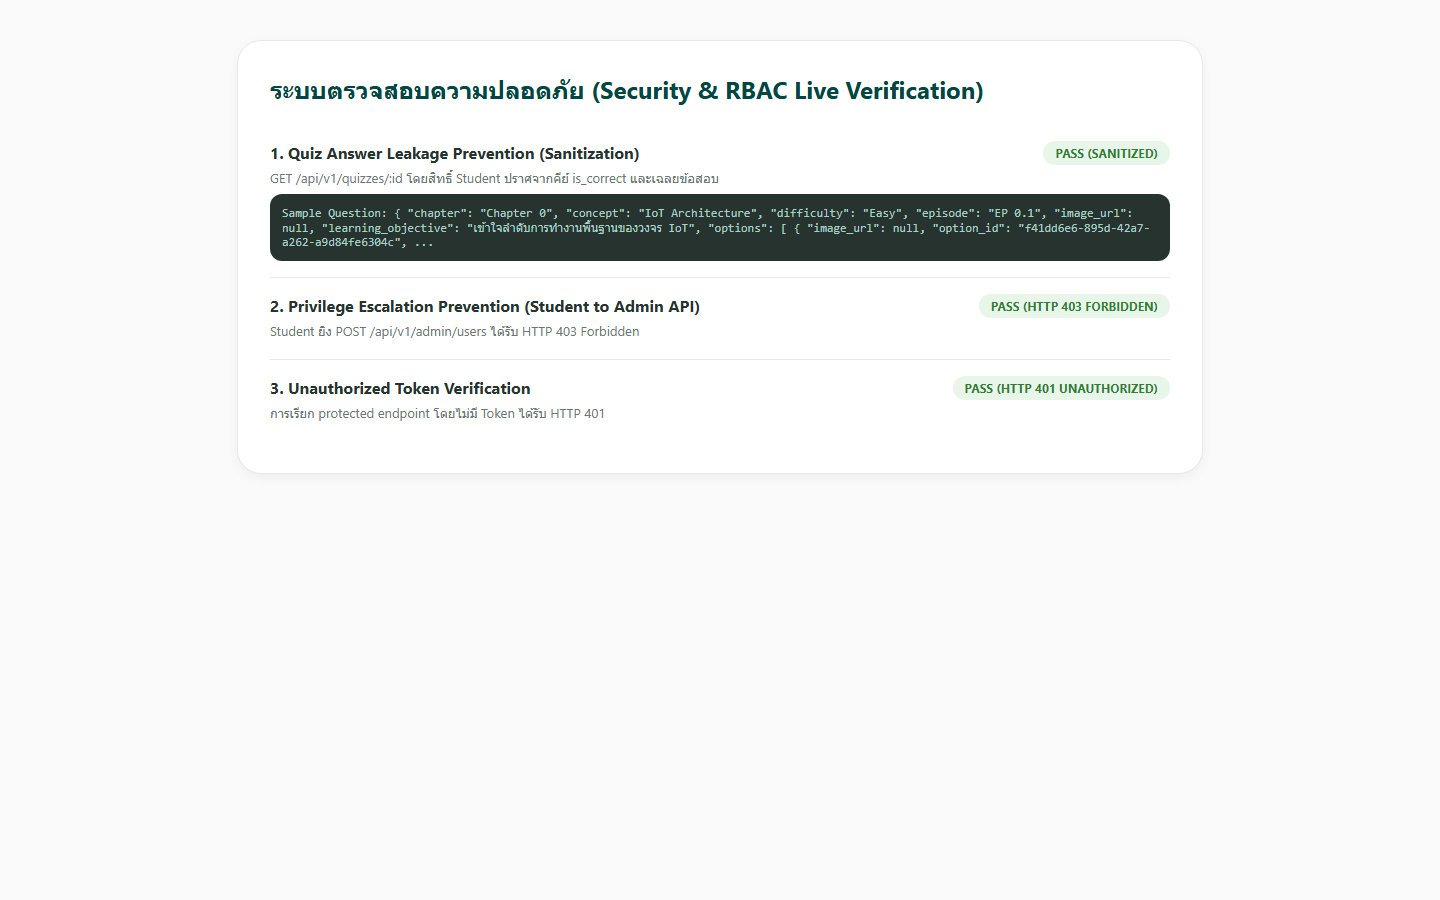 ระบบตรวจสอบความปลอดภัย (Security & RBAC Live Verification)
1. Quiz Answer Leakage Prevention (Sanitization)
PASS (SANITIZED)
GET /api/v1/quizzes/:id โดยสิทธิ์ Student ปราศจากคีย์ is_correct และเฉลยข้อสอบ
Sample Question: { "chapter": "Chapter 0", "concept": "IoT Architecture", "difficulty": "Easy", "episode": "EP 0.1", "image_url":
null, "learning_objective": "เข้าใจลำดับการทำงานพื้นฐานของวงจร IoT", "options": [ { "image_url": null, "option_id": "f41dd6e6-895d-42a7-
a262-a9d84fe6304c", ...
2. Privilege Escalation Prevention (Student to Admin API)
PASS (HTTP 403 FORBIDDEN)
Student ยิง POST /api/v1/admin/users ได้รับ HTTP 403 Forbidden
3. Unauthorized Token Verification
PASS (HTTP 401 UNAUTHORIZED)
การเรียก protected endpoint โดยไม่มี Token ได้รับ HTTP 401